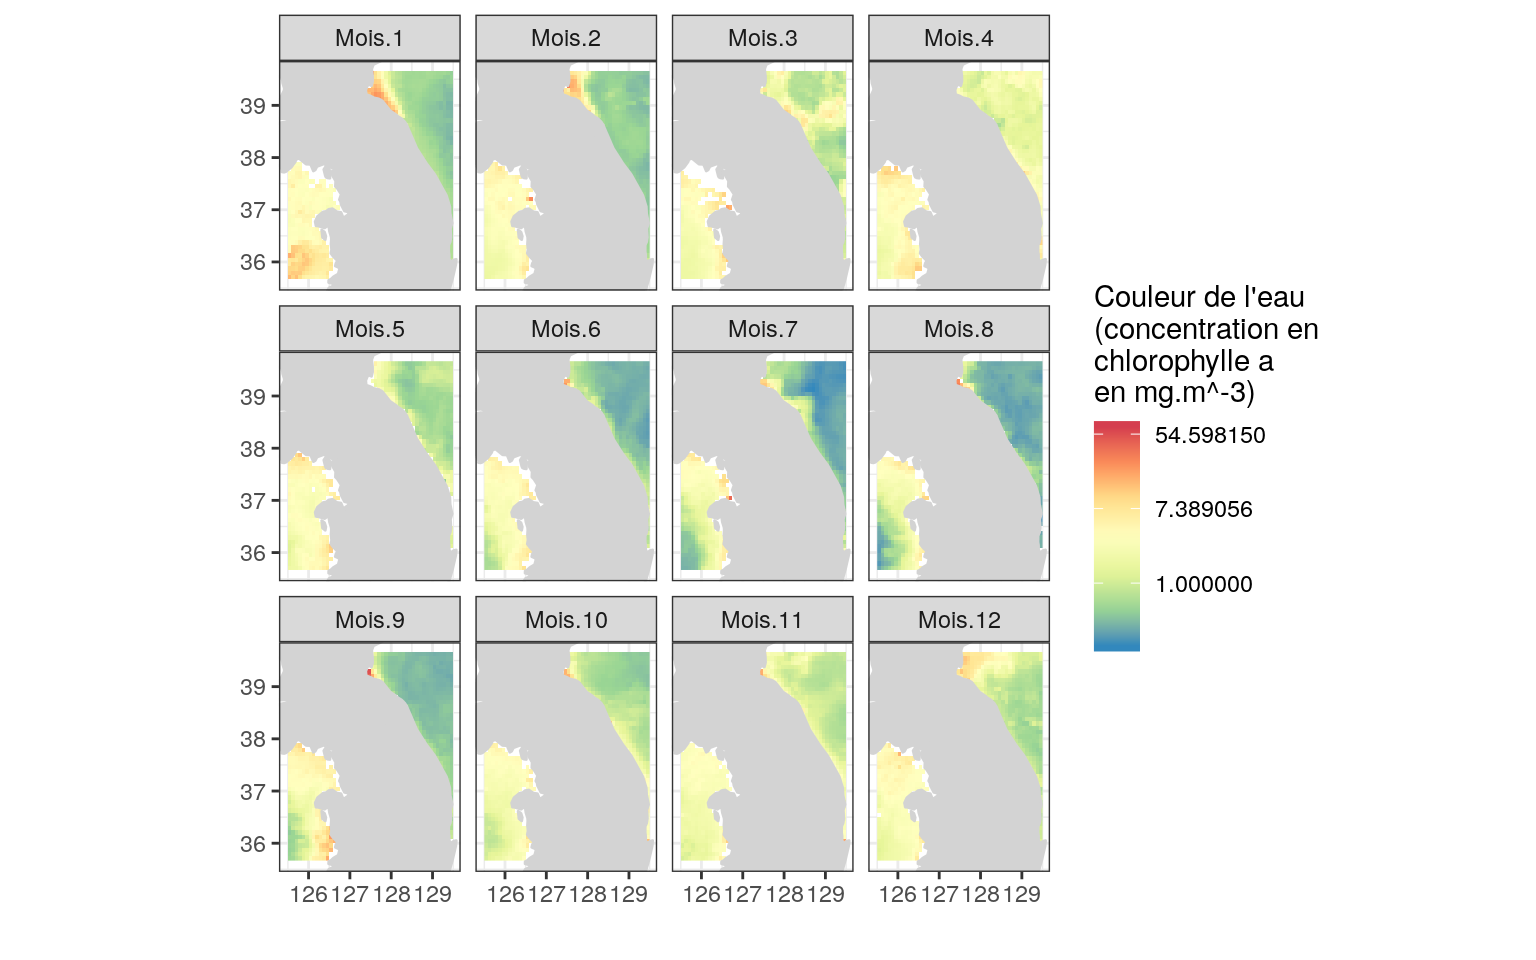 Mois.1 Mois.2 Mois.3 Mois.4
39
38
37
36
Mois.5 Mois.6 Mois.7 Mois.8
39
38
37
36
Mois.9 Mois.10 Mois.11 Mois.12
39
38
37
36
126 127 128 129 126 127 128 129 126 127 128 129 126 127 128 129
Couleur de l'eau
(concentration en
chlorophylle a
en mg.m^-3)
54.598150
7.389056
1.000000